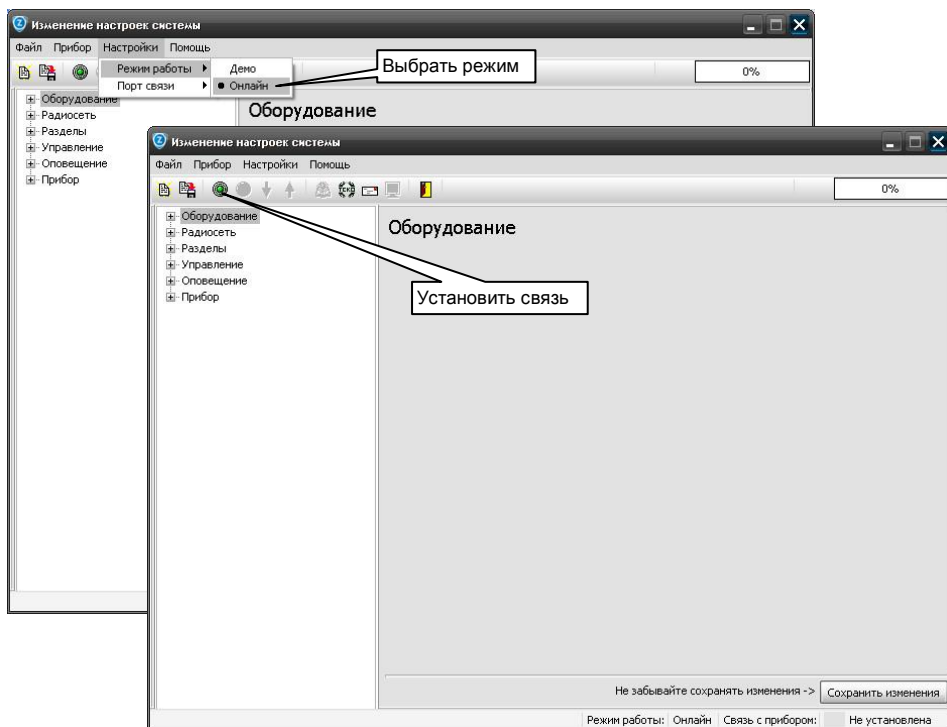 Изменение настроек системы
Файл Прибор Настройки Помощь
Режим работы Демо
Порт связи Онлайн
Выбрать режим
0%
Оборудование
Радиосеть
Разделы
Управление
Оповещение
Прибор
Оборудование
Изменение настроек системы
Файл Прибор Настройки Помощь
0%
Оборудование
Радиосеть
Разделы
Управление
Оповещение
Прибор
Оборудование
Установить связь
Не забывайте сохранять изменения -> Сохранить изменения
Режим работы: Онлайн Связь с прибором: Не установлена